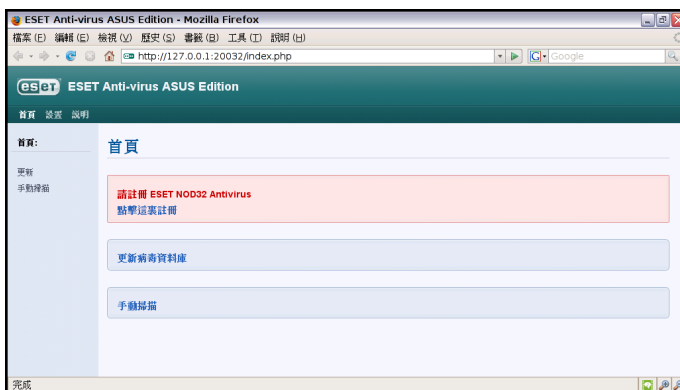 ESET Anti-virus ASUS Edition - Mozilla Firefox
檔案(F) 編輯(E) 檢視(V) 歷史(S) 書籤(B) 工具(T) 說明(H)
http://127.0.0.1:20032/index.php
G Google
eseT ESET Anti-virus ASUS Edition
首頁 設置 説明
首頁:
首頁
更新
手動掃描
請註冊 ESET NOD32 Antivirus
點擊這裏註冊
更新病毒資料庫
手動掃描
完成